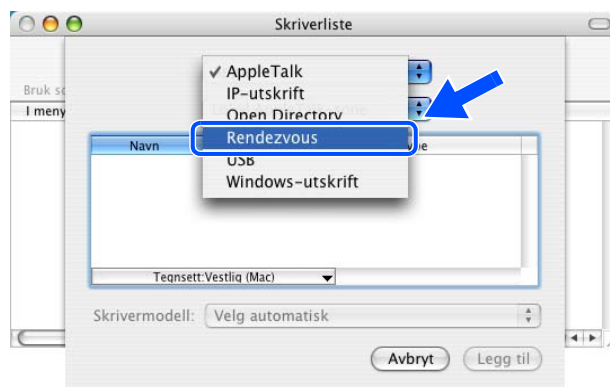 Skriverliste
✓ AppleTalk
IP-utskrift
Bruk
Open Directory
I meny
Rendezvous
Navn
USB
Windows-utskrift
Tegnsett:Vestlig (Mac)
Skrivermodell: Velg automatisk
Avbryt Legg til